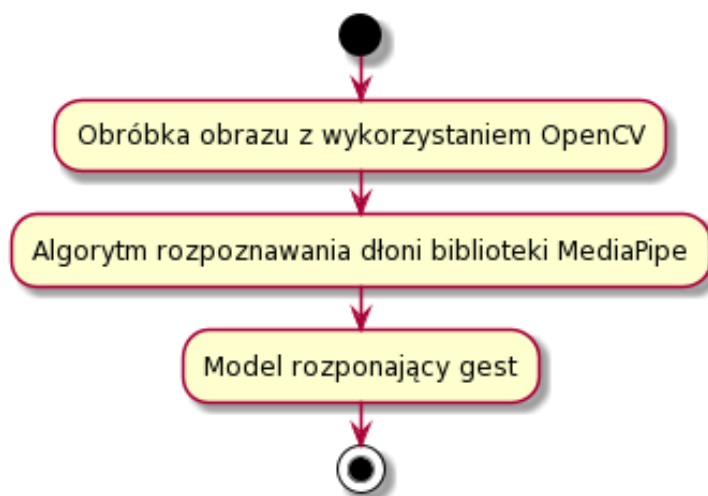 Obróbka obrazu z wykorzystaniem OpenCV
Algorytm rozpoznawania dłoni biblioteki MediaPipe
Model rozponający gest